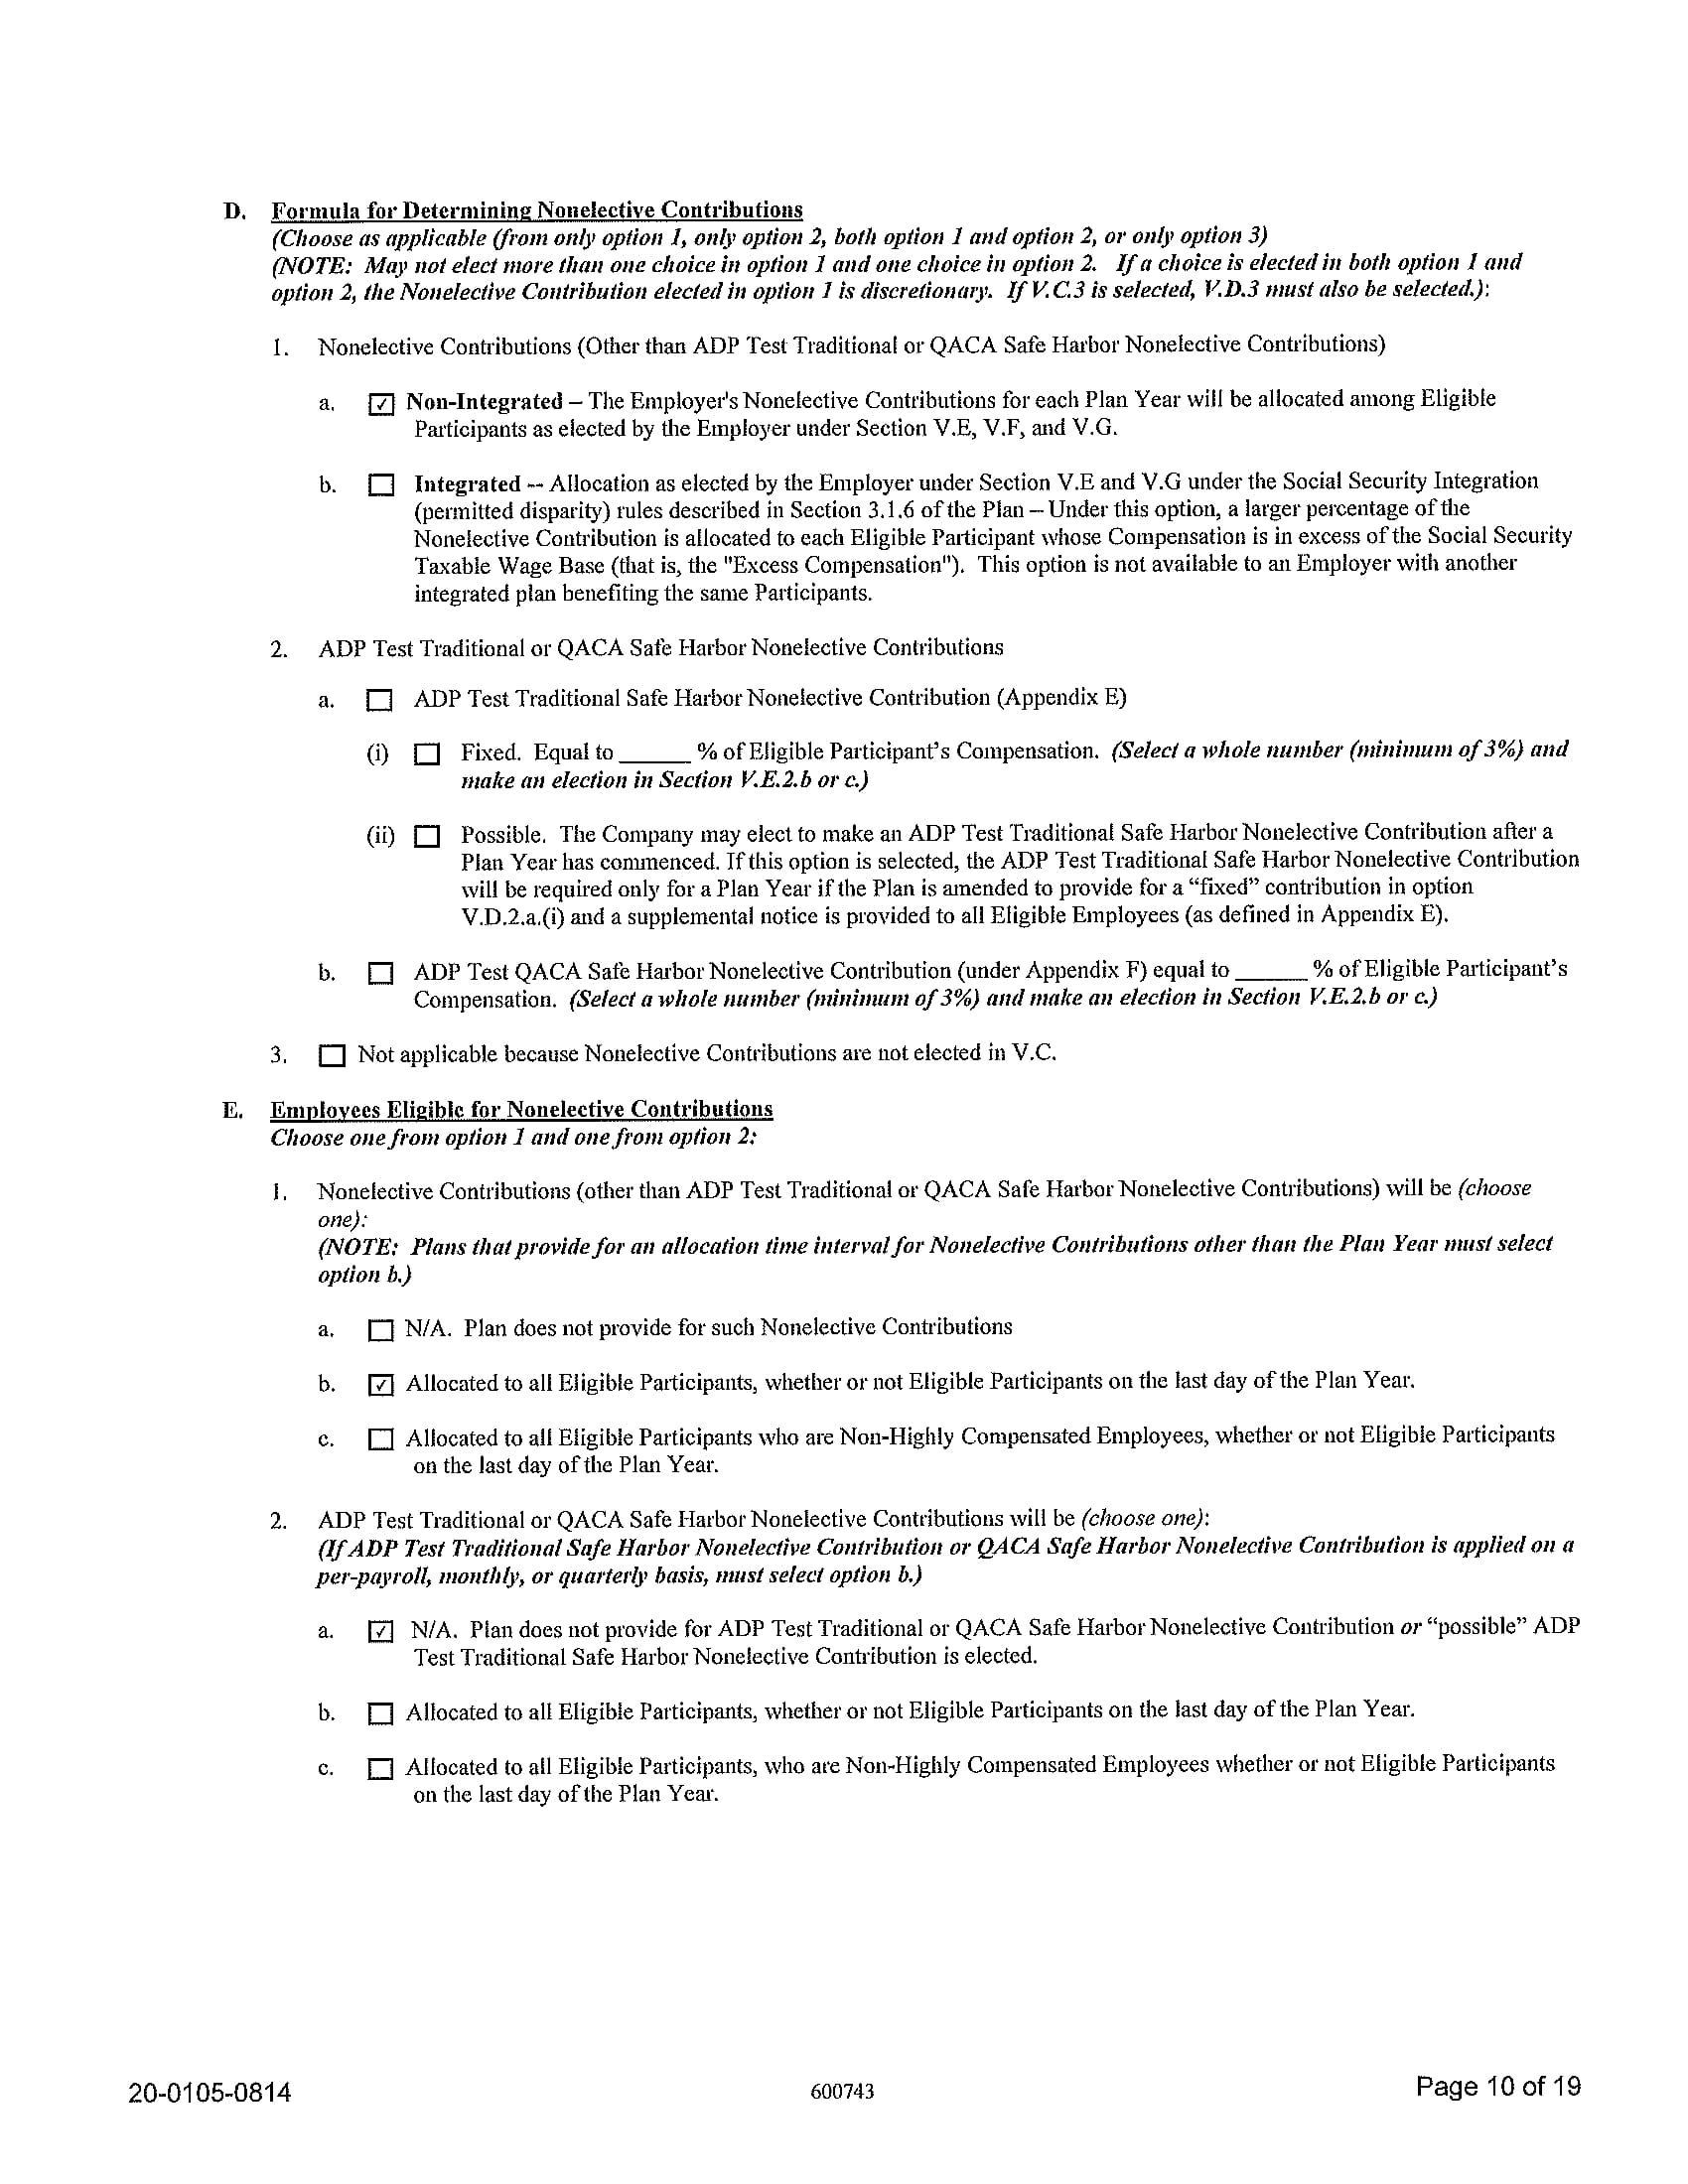 D. Formula for Determining Nonelective Contributions
(Choose as applicable (from only option 1, only option 2, both option 1 and option 2, or only option 3)
(NOTE: May not elect more than one choice in option 1 and one choice in option 2. If a choice is elected in both option 1 and
option 2, the Nonelective Contribution elected in option 1 is discretionary. If V.C.3 is selected, V.D.3 must also be selected.):
1. Nonelective Contributions (Other than ADP Test Traditional or QACA Safe Harbor Nonelective Contributions)
a. ☑ Non-Integrated – The Employer's Nonelective Contributions for each Plan Year will be allocated among Eligible
Participants as elected by the Employer under Section V.E, V.F, and V.G.
b. ☐ Integrated -- Allocation as elected by the Employer under Section V.E and V.G under the Social Security Integration
(permitted disparity) rules described in Section 3.1.6 of the Plan – Under this option, a larger percentage of the
Nonelective Contribution is allocated to each Eligible Participant whose Compensation is in excess of the Social Security
Taxable Wage Base (that is, the "Excess Compensation"). This option is not available to an Employer with another
integrated plan benefiting the same Participants.
2. ADP Test Traditional or QACA Safe Harbor Nonelective Contributions
a. ☐ ADP Test Traditional Safe Harbor Nonelective Contribution (Appendix E)
(i) ☐ Fixed. Equal to ______ % of Eligible Participant’s Compensation. (Select a whole number (minimum of 3%) and
make an election in Section V.E.2.b or c.)
(ii) ☐ Possible. The Company may elect to make an ADP Test Traditional Safe Harbor Nonelective Contribution after a
Plan Year has commenced. If this option is selected, the ADP Test Traditional Safe Harbor Nonelective Contribution
will be required only for a Plan Year if the Plan is amended to provide for a “fixed” contribution in option
V.D.2.a.(i) and a supplemental notice is provided to all Eligible Employees (as defined in Appendix E).
b. ☐ ADP Test QACA Safe Harbor Nonelective Contribution (under Appendix F) equal to ______ % of Eligible Participant’s
Compensation. (Select a whole number (minimum of 3%) and make an election in Section V.E.2.b or c.)
3. ☐ Not applicable because Nonelective Contributions are not elected in V.C.
E. Employees Eligible for Nonelective Contributions
Choose one from option 1 and one from option 2:
1. Nonelective Contributions (other than ADP Test Traditional or QACA Safe Harbor Nonelective Contributions) will be (choose
one):
(NOTE: Plans that provide for an allocation time interval for Nonelective Contributions other than the Plan Year must select
option b.)
a. ☐ N/A. Plan does not provide for such Nonelective Contributions
b. ☑ Allocated to all Eligible Participants, whether or not Eligible Participants on the last day of the Plan Year.
c. ☐ Allocated to all Eligible Participants who are Non-Highly Compensated Employees, whether or not Eligible Participants
on the last day of the Plan Year.
2. ADP Test Traditional or QACA Safe Harbor Nonelective Contributions will be (choose one):
(If ADP Test Traditional Safe Harbor Nonelective Contribution or QACA Safe Harbor Nonelective Contribution is applied on a
per-payroll, monthly, or quarterly basis, must select option b.)
a. ☑ N/A. Plan does not provide for ADP Test Traditional or QACA Safe Harbor Nonelective Contribution or “possible” ADP
Test Traditional Safe Harbor Nonelective Contribution is elected.
b. ☐ Allocated to all Eligible Participants, whether or not Eligible Participants on the last day of the Plan Year.
c. ☐ Allocated to all Eligible Participants, who are Non-Highly Compensated Employees whether or not Eligible Participants
on the last day of the Plan Year.
20-0105-0814 600743 Page 10 of 19